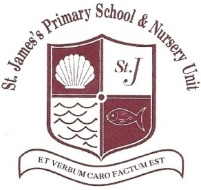 St. James's Primary School & Nursery Unit
St. J
ET VERBUM CARO FACTUM EST